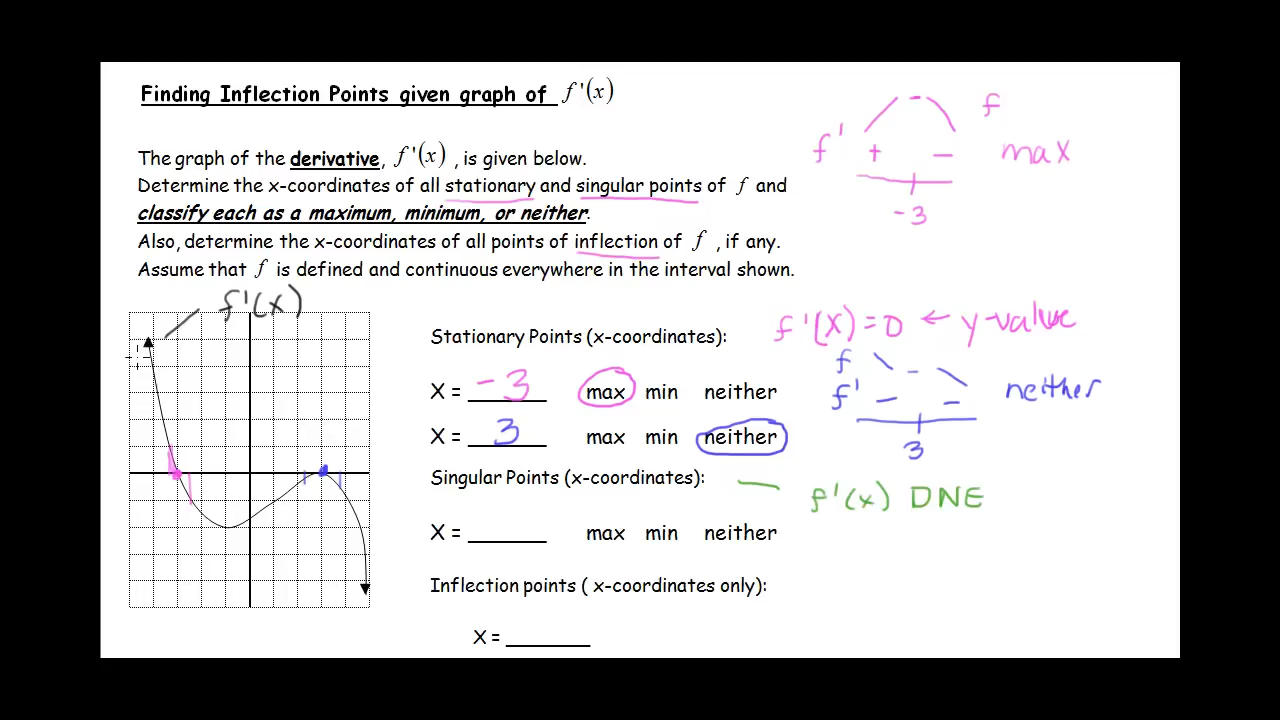 Finding Inflection Points given graph of f'(x)
The graph of the derivative, f'(x), is given below.
Determine the x-coordinates of all stationary and singular points of f and
classify each as a maximum, minimum, or neither.
Also, determine the x-coordinates of all points of inflection of f, if any.
Assume that f is defined and continuous everywhere in the interval shown.
f
f' + - max
-3
f'(x)
Stationary Points (x-coordinates): f'(x) = 0 ← y-value
f
X = -3 max min neither
f' - - neither
3
X = 3 max min neither
Singular Points (x-coordinates): f'(x) DNE
X = ______ max min neither
Inflection points ( x-coordinates only):
X = ______